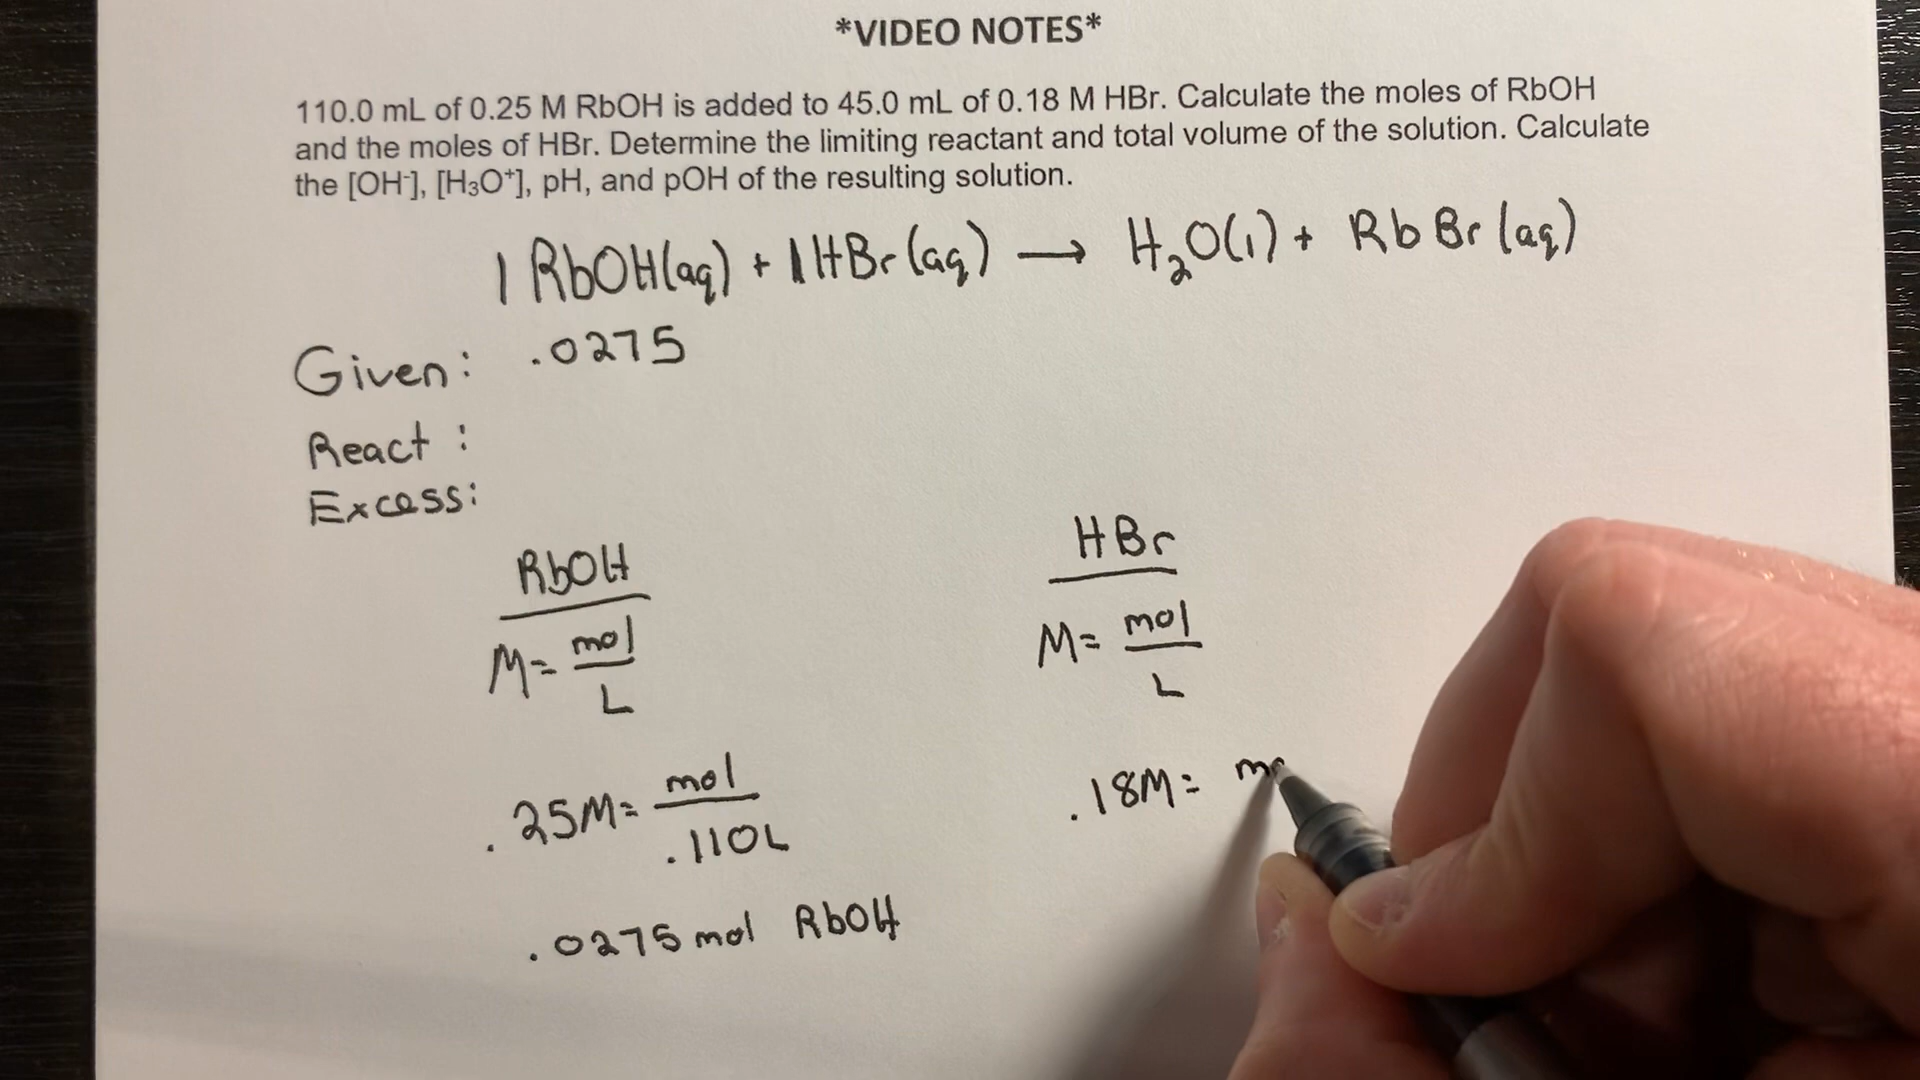 *VIDEO NOTES*
110.0 mL of 0.25 M RbOH is added to 45.0 mL of 0.18 M HBr. Calculate the moles of RbOH
and the moles of HBr. Determine the limiting reactant and total volume of the solution. Calculate
the [OH⁻], [H₃O⁺], pH, and pOH of the resulting solution.
1 RbOH(aq) + 1 HBr (aq) → H₂O(l) + RbBr (aq)
Given: .0275
React :
Excess:
RbOH
M= mol
L
.25M= mol
.110L
.0275 mol RbOH
HBr
M= mol
L
.18M=